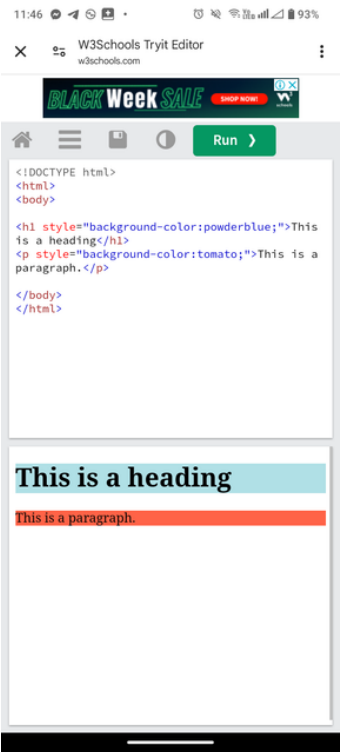 11:46
93%
W3Schools Tryit Editor
w3schools.com
BLACK Week SALE
SHOP NOW!
Run ❯
<!DOCTYPE html>
<html>
<body>
<h1 style="background-color:powderblue;">This
is a heading</h1>
<p style="background-color:tomato;">This is a
paragraph.</p>
</body>
</html>
This is a heading
This is a paragraph.